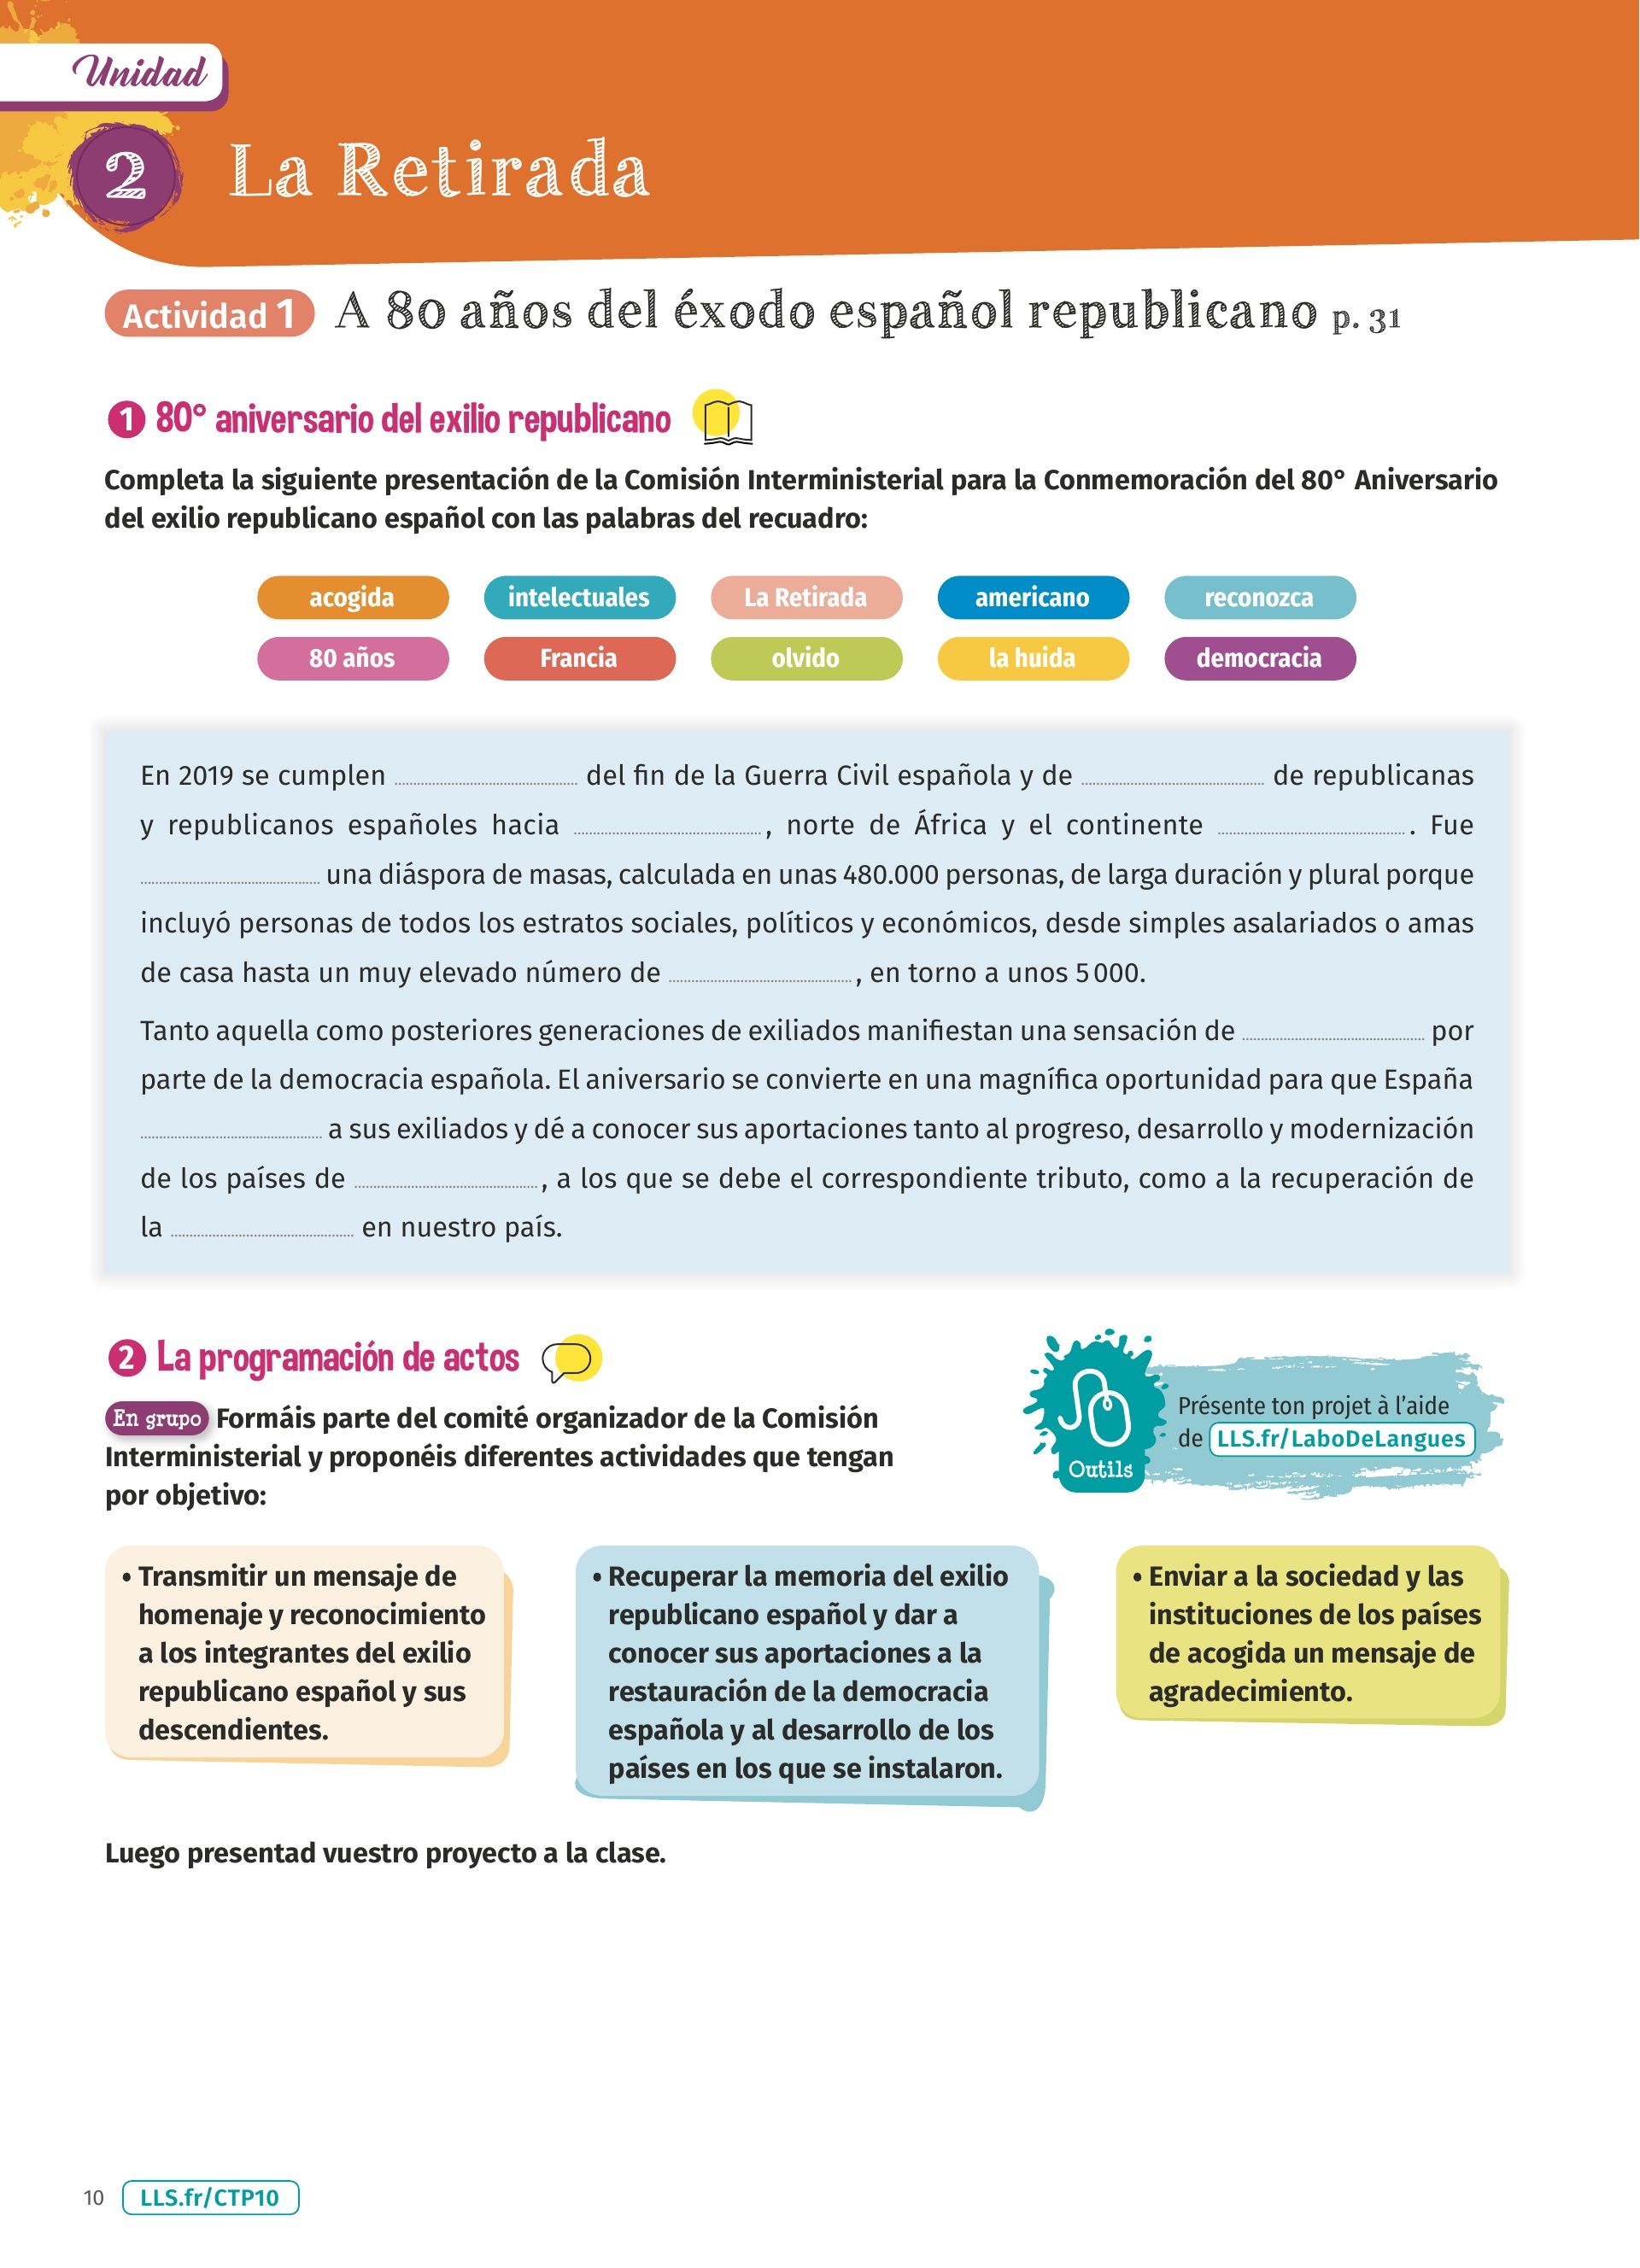 Unidad
2
La Retirada
Actividad 1 A 80 años del éxodo español republicano p. 31
1 80° aniversario del exilio republicano
Completa la siguiente presentación de la Comisión Interministerial para la Conmemoración del 80° Aniversario
del exilio republicano español con las palabras del recuadro:
acogida intelectuales La Retirada americano reconozca
80 años Francia olvido la huida democracia
En 2019 se cumplen ........ del fin de la Guerra Civil española y de ........ de republicanas
y republicanos españoles hacia ........, norte de África y el continente ......... Fue
........ una diáspora de masas, calculada en unas 480.000 personas, de larga duración y plural porque
incluyó personas de todos los estratos sociales, políticos y económicos, desde simples asalariados o amas
de casa hasta un muy elevado número de ........, en torno a unos 5 000.
Tanto aquella como posteriores generaciones de exiliados manifiestan una sensación de ........ por
parte de la democracia española. El aniversario se convierte en una magnífica oportunidad para que España
........ a sus exiliados y dé a conocer sus aportaciones tanto al progreso, desarrollo y modernización
de los países de ........, a los que se debe el correspondiente tributo, como a la recuperación de
la ........ en nuestro país.
2 La programación de actos
En grupo Formáis parte del comité organizador de la Comisión
Interministerial y proponéis diferentes actividades que tengan
por objetivo:
Outils
Présente ton projet à l'aide
de LLS.fr/LaboDeLangues
• Transmitir un mensaje de
homenaje y reconocimiento
a los integrantes del exilio
republicano español y sus
descendientes.
• Recuperar la memoria del exilio
republicano español y dar a
conocer sus aportaciones a la
restauración de la democracia
española y al desarrollo de los
países en los que se instalaron.
• Enviar a la sociedad y las
instituciones de los países
de acogida un mensaje de
agradecimiento.
Luego presentad vuestro proyecto a la clase.
10 LLS.fr/CTP10